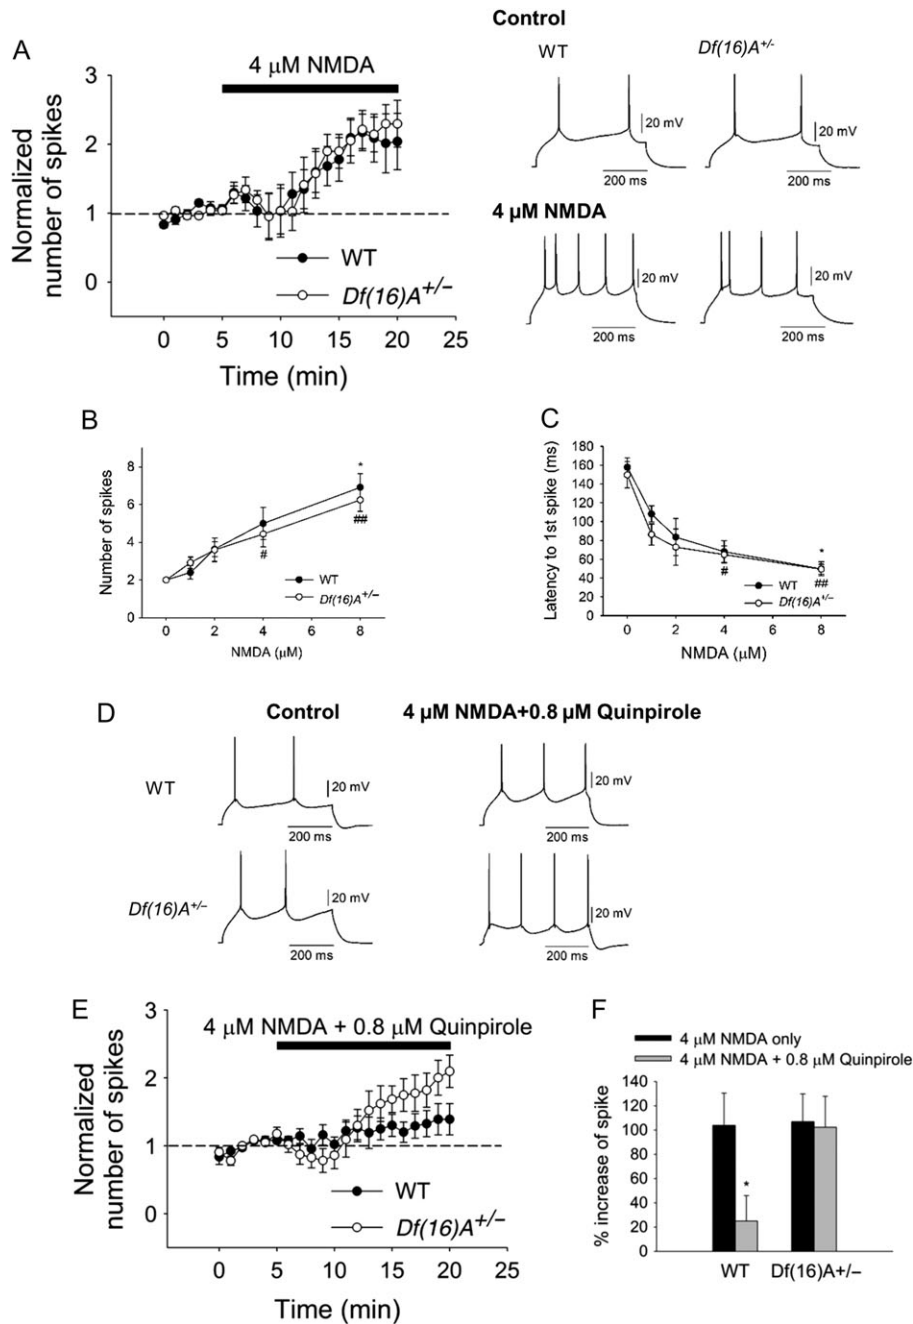 A
4 μM NMDA
Normalized
number of spikes
3
2
1
0
WT
Df(16)A+/−
0 5 10 15 20 25
Time (min)
Control
WT Df(16)A+/-
20 mV 20 mV
200 ms 200 ms
4 μM NMDA
20 mV 20 mV
200 ms 200 ms
B
Number of spikes
8
6
4
2
0
*
##
#
WT
Df(16)A+/−
0 2 4 6 8
NMDA (μM)
C
Latency to 1st spike (ms)
180
160
140
120
100
80
60
40
20
0
*
#
##
WT
Df(16)A+/−
0 2 4 6 8
NMDA (μM)
D
Control 4 μM NMDA+0.8 μM Quinpirole
WT
20 mV 20 mV
200 ms 200 ms
Df(16)A+/−
20 mV 20 mV
200 ms 200 ms
E
4 μM NMDA + 0.8 μM Quinpirole
Normalized
number of spikes
3
2
1
0
WT
Df(16)A+/−
0 5 10 15 20 25
Time (min)
F
4 μM NMDA only
4 μM NMDA + 0.8 μM Quinpirole
% increase of spike
140
120
100
80
60
40
20
0
*
WT Df(16)A+/−